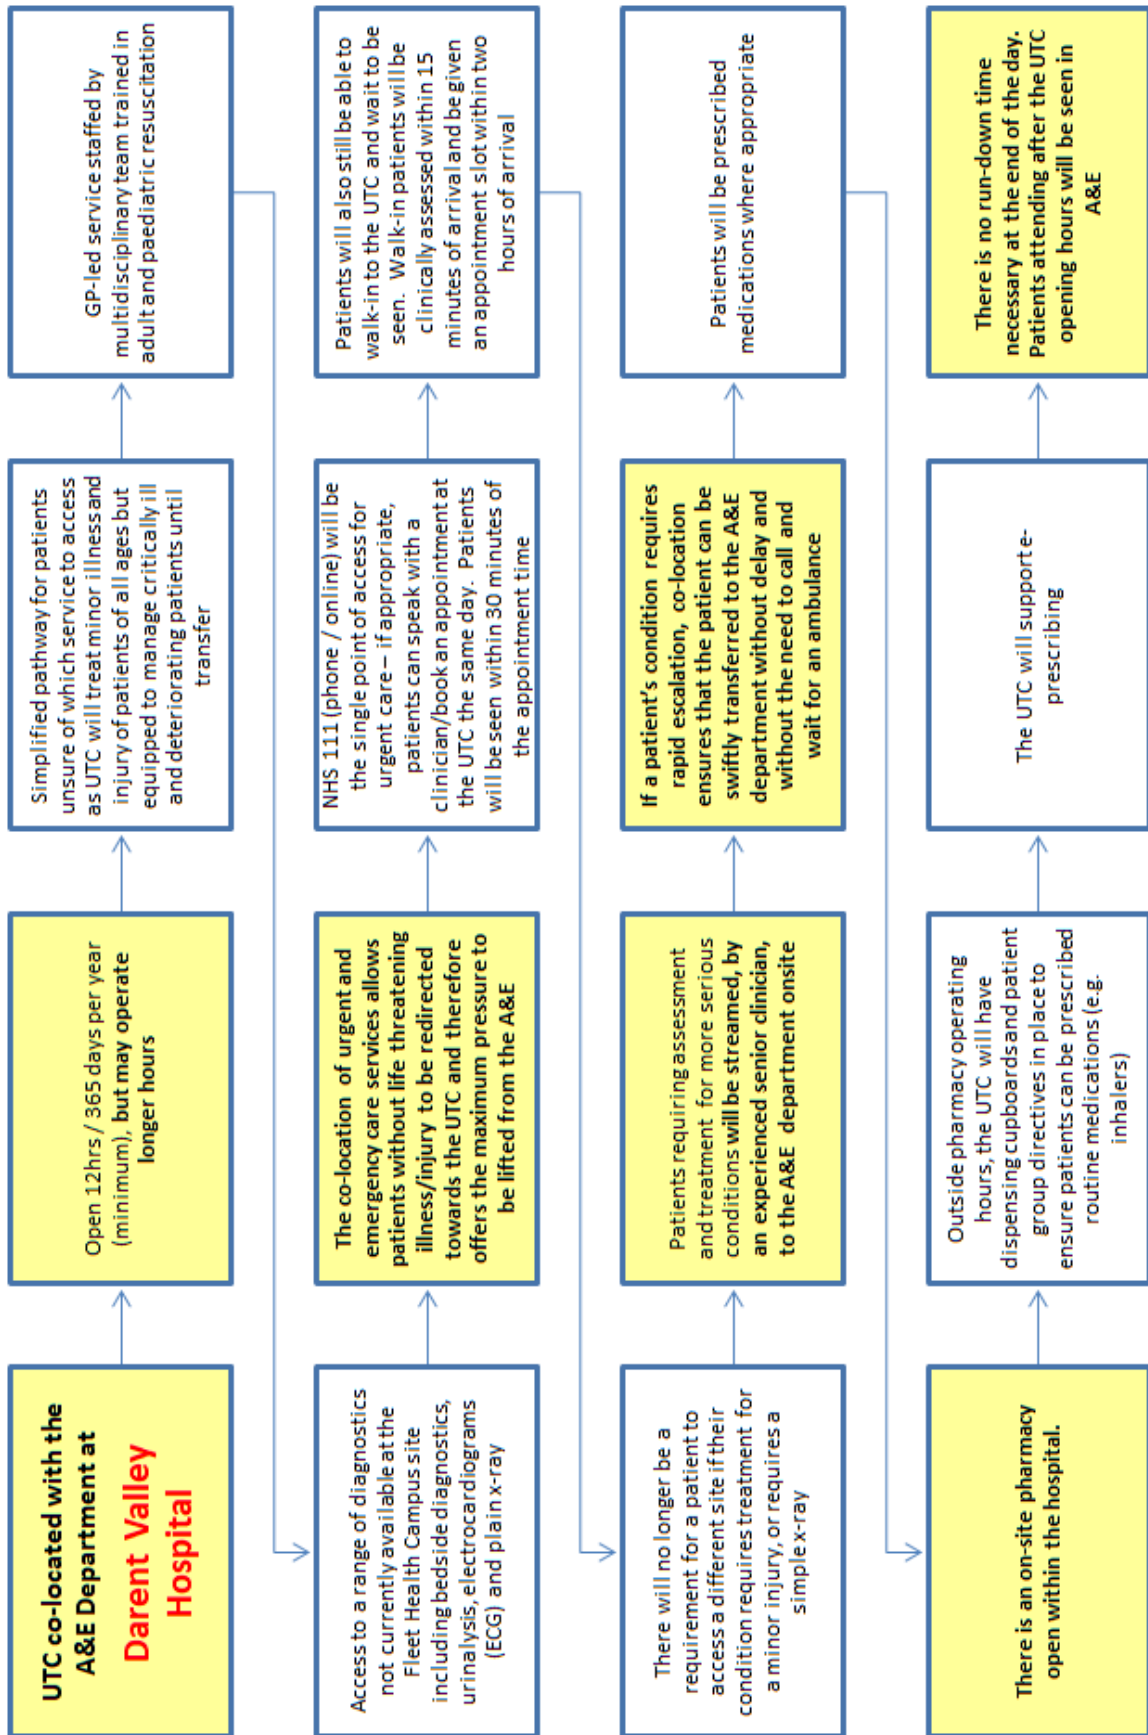 UTC co-located with the
A&E Department at
Darent Valley
Hospital
Open 12hrs / 365 days per year
(minimum), but may operate
longer hours
Simplified pathway for patients
unsure of which service to access
as UTC will treat minor illness and
injury of patients of all ages but
equipped to manage critically ill
and deteriorating patients until
transfer
GP-led service staffed by
multidisciplinary team trained in
adult and paediatric resuscitation
Access to a range of diagnostics
not currently available at the
Fleet Health Campus site
including bedside diagnostics,
urinalysis, electrocardiograms
(ECG) and plain x-ray
The co-location of urgent and
emergency care services allows
patients without life threatening
illness/injury to be redirected
towards the UTC and therefore
offers the maximum pressure to
be lifted from the A&E
NHS 111 (phone / online) will be
the single point of access for
urgent care – if appropriate,
patients can speak with a
clinician/book an appointment at
the UTC the same day.  Patients
will be seen within 30 minutes of
the appointment time
Patients will also still be able to
walk-in to the UTC and wait to be
seen.  Walk-in patients will be
clinically assessed within 15
minutes of arrival and be given
an appointment slot within two
hours of arrival
There will no longer be a
requirement for a patient to
access a different site if their
condition requires treatment for
a minor injury, or requires a
simple x-ray
Patients requiring assessment
and treatment for more serious
conditions will be streamed, by
an experienced senior clinician,
to the A&E department onsite
If a patient's condition requires
rapid escalation, co-location
ensures that the patient can be
swiftly transferred to the A&E
department without delay and
without the need to call and
wait for an ambulance
Patients will be prescribed
medications where appropriate
There is an on-site pharmacy
open within the hospital.
Outside pharmacy operating
hours, the UTC will have
dispensing cupboards and patient
group directives in place to
ensure patients can be prescribed
routine medications (e.g.
inhalers)
The UTC will support e-
prescribing
There is no run-down time
necessary at the end of the day.
Patients attending after the UTC
opening hours will be seen in
A&E